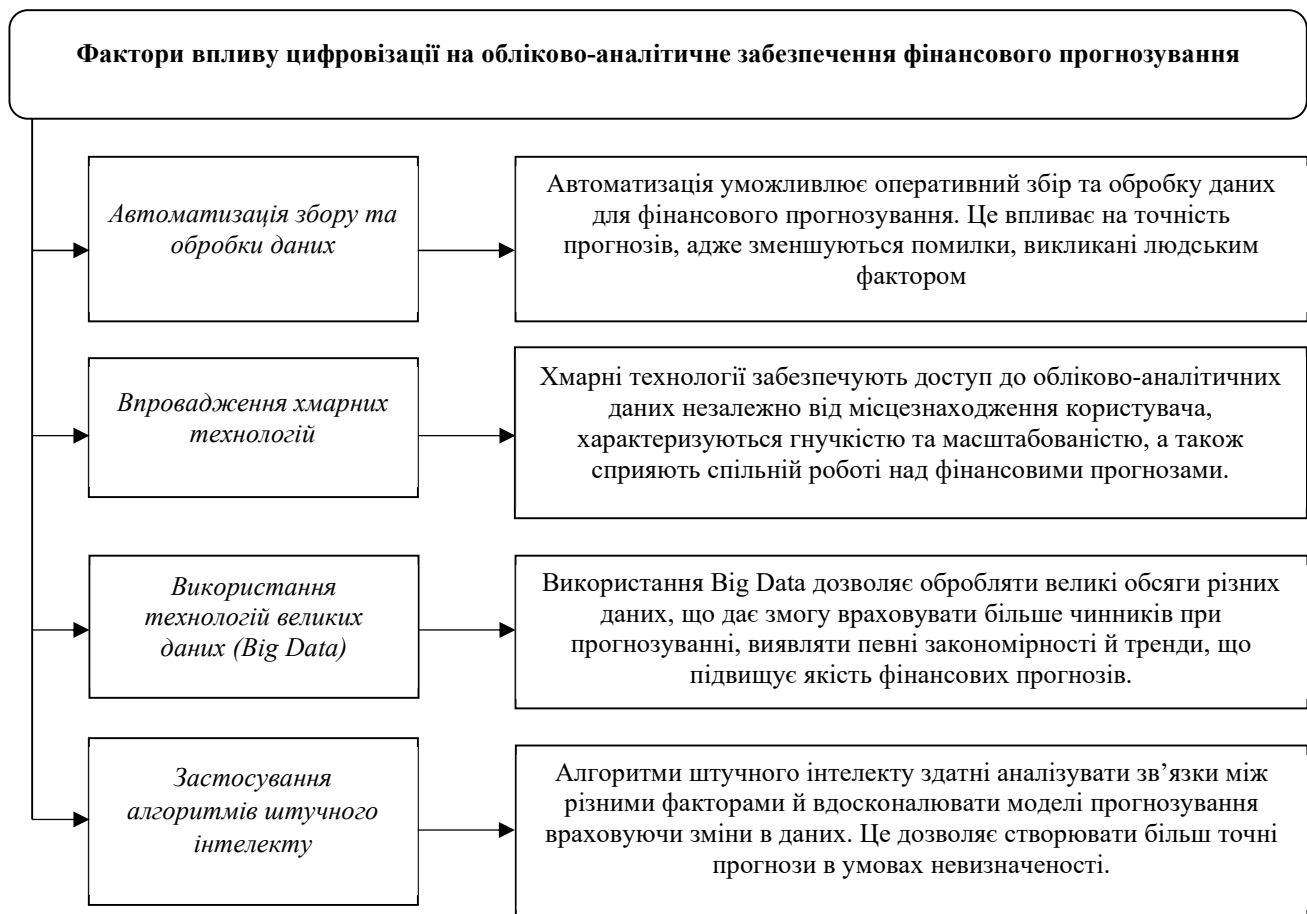 Фактори впливу цифровізації на обліково-аналітичне забезпечення фінансового прогнозування
Автоматизація збору та
обробки даних
Автоматизація уможливлює оперативний збір та обробку даних
для фінансового прогнозування. Це впливає на точність
прогнозів, адже зменшуються помилки, викликані людським
фактором
Впровадження хмарних
технологій
Хмарні технології забезпечують доступ до обліково-аналітичних
даних незалежно від місцезнаходження користувача,
характеризуються гнучкістю та масштабованістю, а також
сприяють спільній роботі над фінансовими прогнозами.
Використання
технологій великих
даних (Big Data)
Використання Big Data дозволяє обробляти великі обсяги різних
даних, що дає змогу враховувати більше чинників при
прогнозуванні, виявляти певні закономірності й тренди, що
підвищує якість фінансових прогнозів.
Застосування
алгоритмів штучного
інтелекту
Алгоритми штучного інтелекту здатні аналізувати зв’язки між
різними факторами й вдосконалювати моделі прогнозування
враховуючи зміни в даних. Це дозволяє створювати більш точні
прогнози в умовах невизначеності.